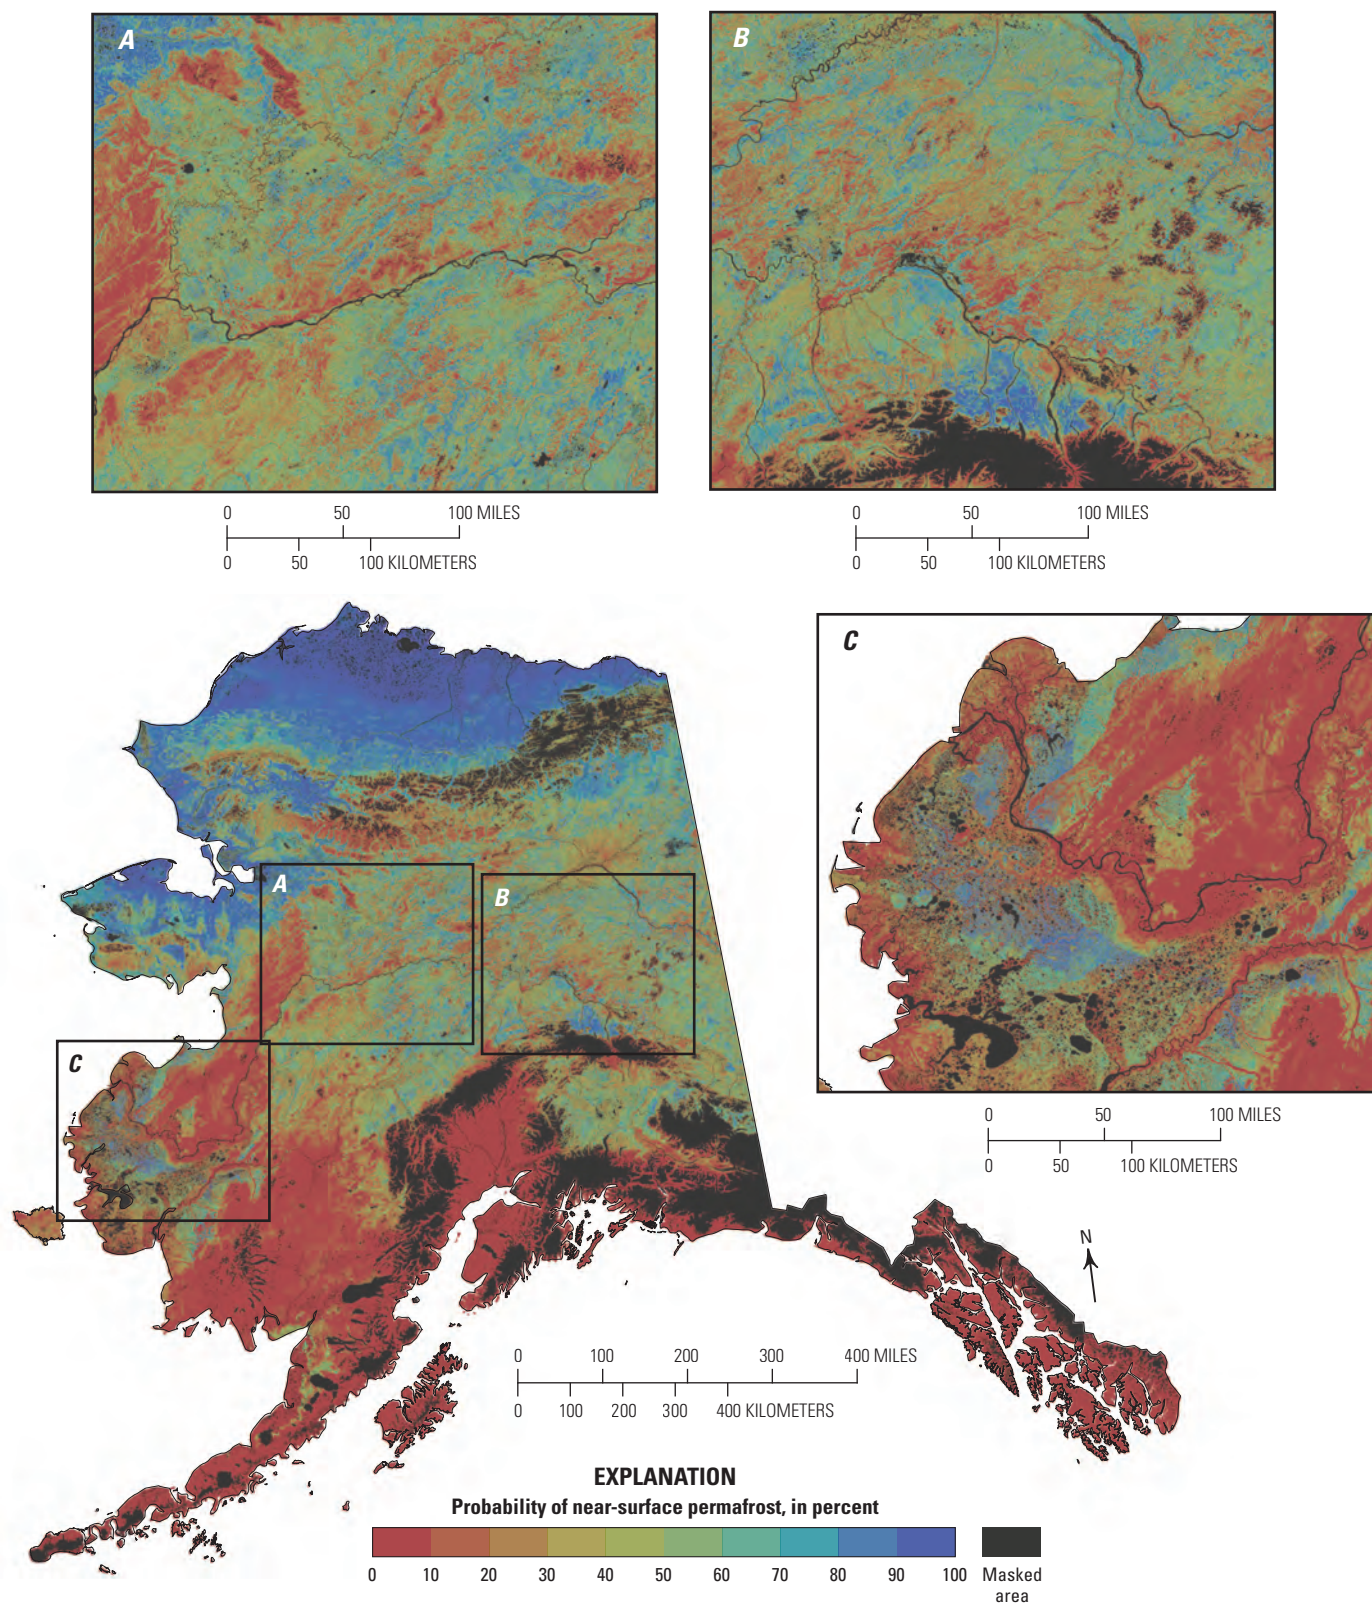 A
B
0 50 100 MILES
0 50 100 KILOMETERS
0 50 100 MILES
0 50 100 KILOMETERS
C
0 50 100 MILES
0 50 100 KILOMETERS
A
B
C
N
0 100 200 300 400 MILES
0 100 200 300 400 KILOMETERS
EXPLANATION
Probability of near-surface permafrost, in percent
0 10 20 30 40 50 60 70 80 90 100
Masked
area